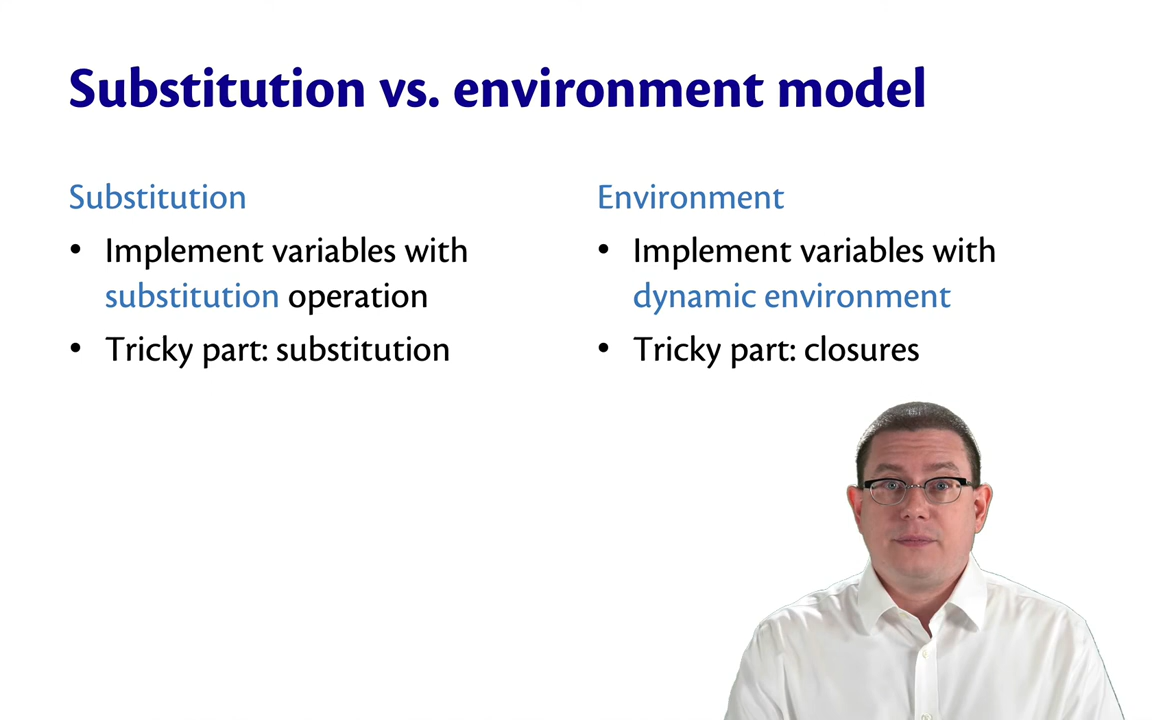 Substitution vs. environment model
Substitution
• Implement variables with
substitution operation
• Tricky part: substitution
Environment
• Implement variables with
dynamic environment
• Tricky part: closures